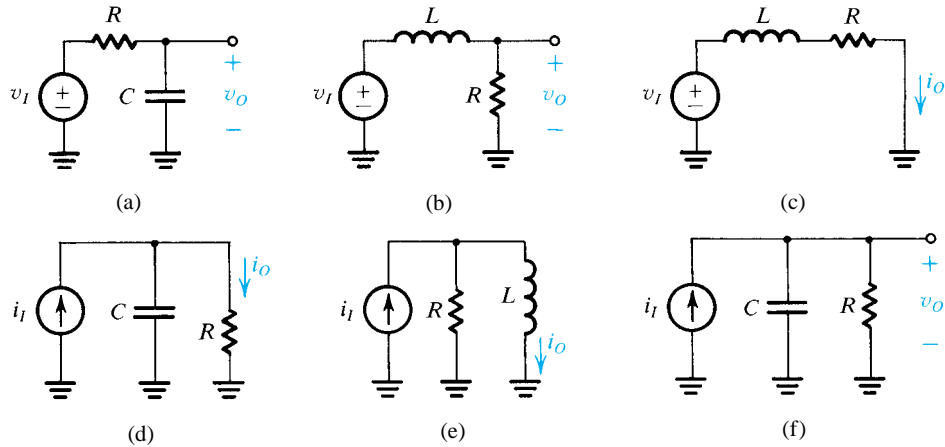 R
v_I
+
−
C
+
v_O
−
(a)
L
v_I
+
−
R
+
v_O
−
(b)
L
R
v_I
+
−
i_O
(c)
i_I
C
R
i_O
(d)
i_I
R
L
i_O
(e)
i_I
C
R
+
v_O
−
(f)